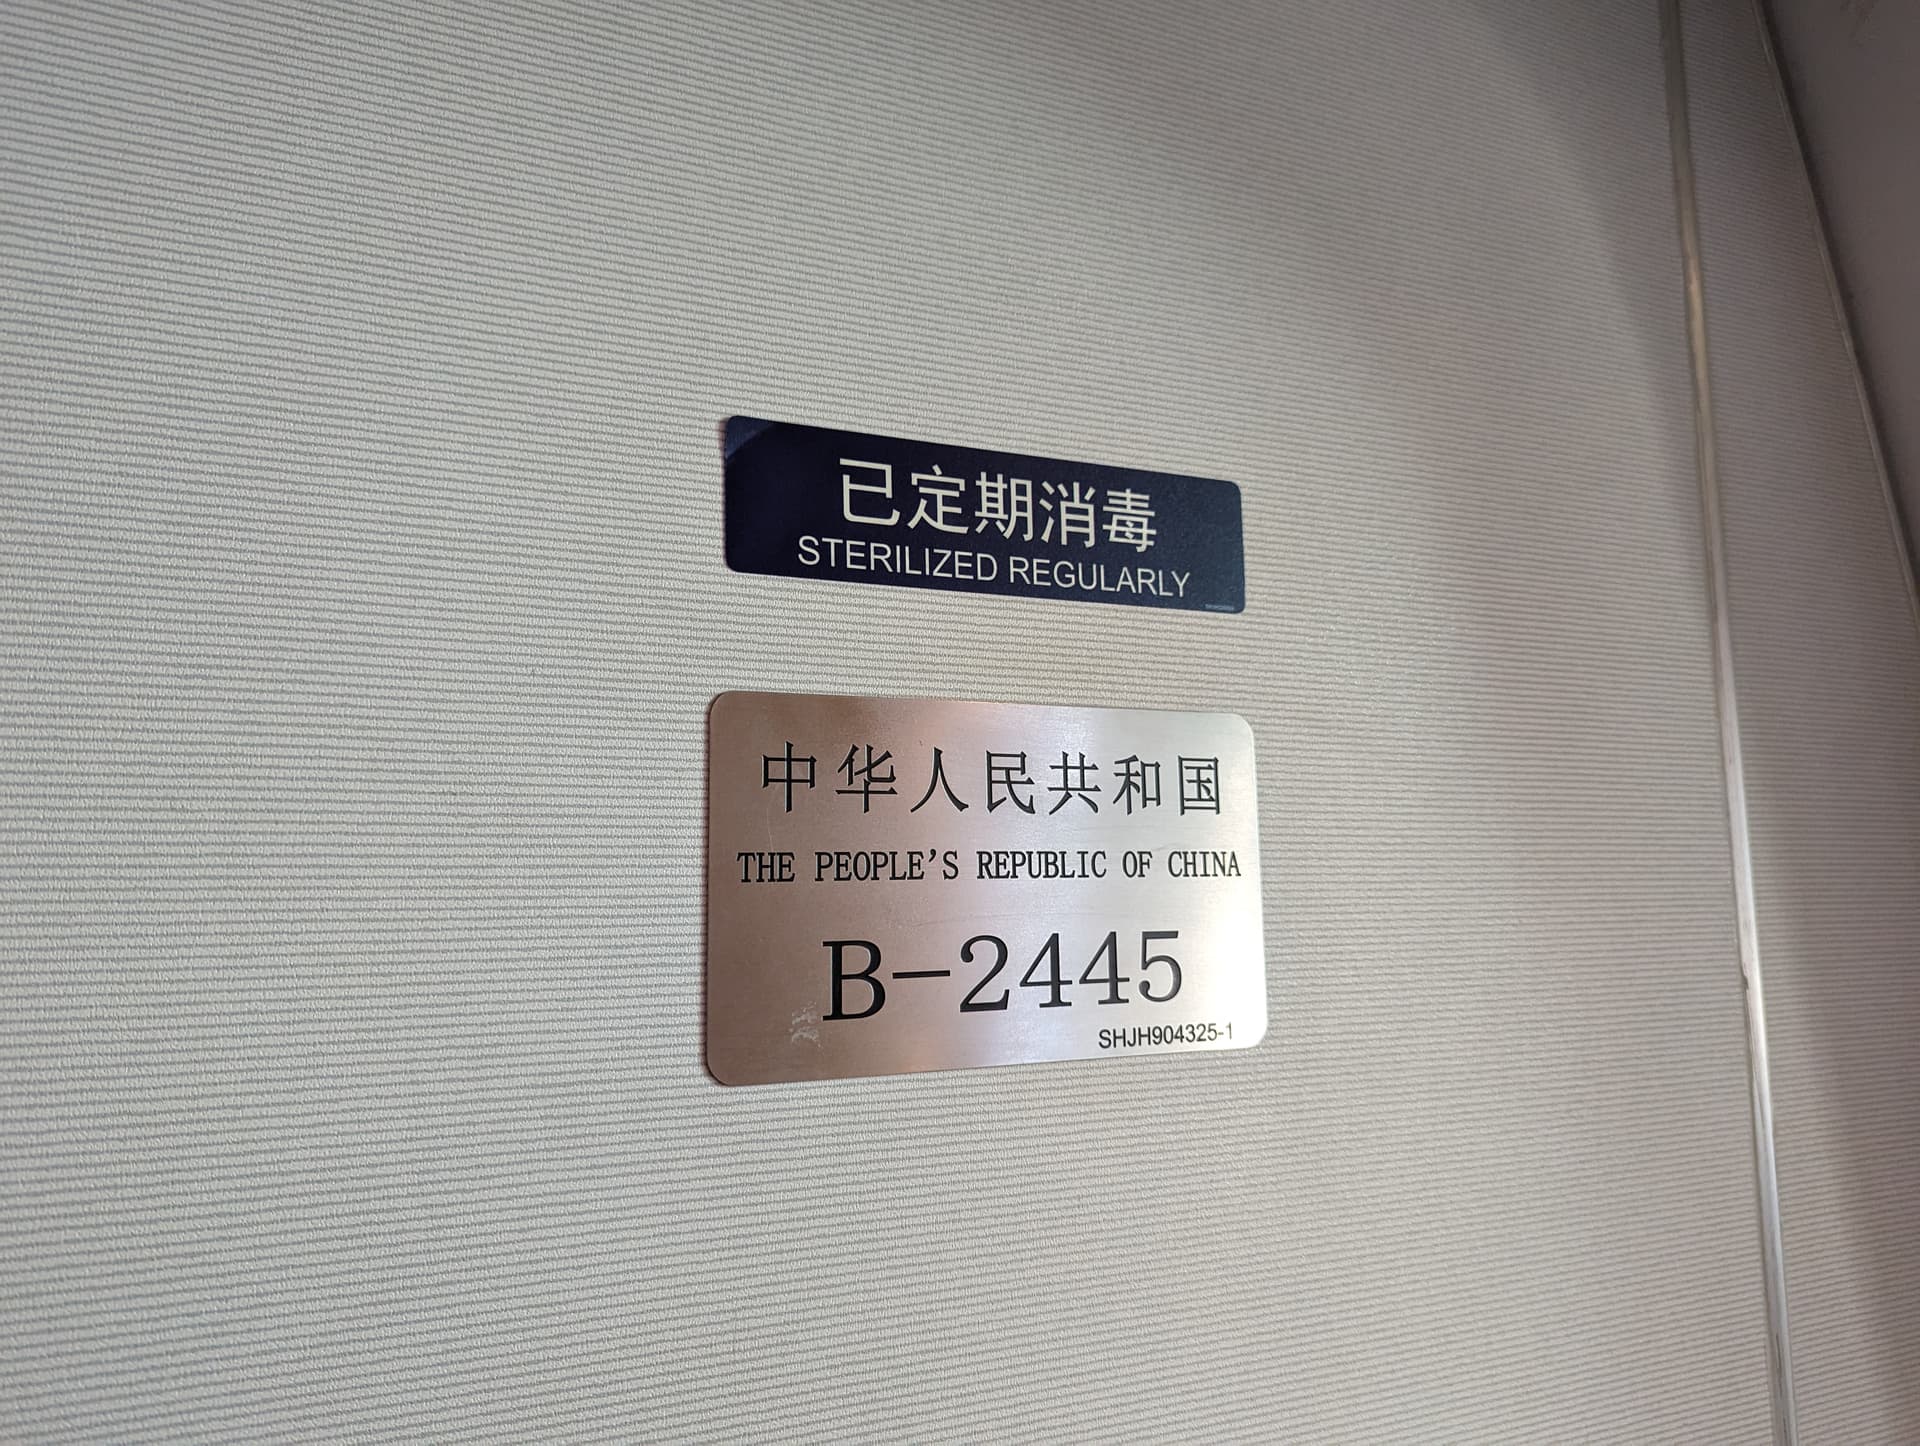 已定期消毒
STERILIZED REGULARLY
中华人民共和国
THE PEOPLE'S REPUBLIC OF CHINA
B-2445
SHJH904325-1